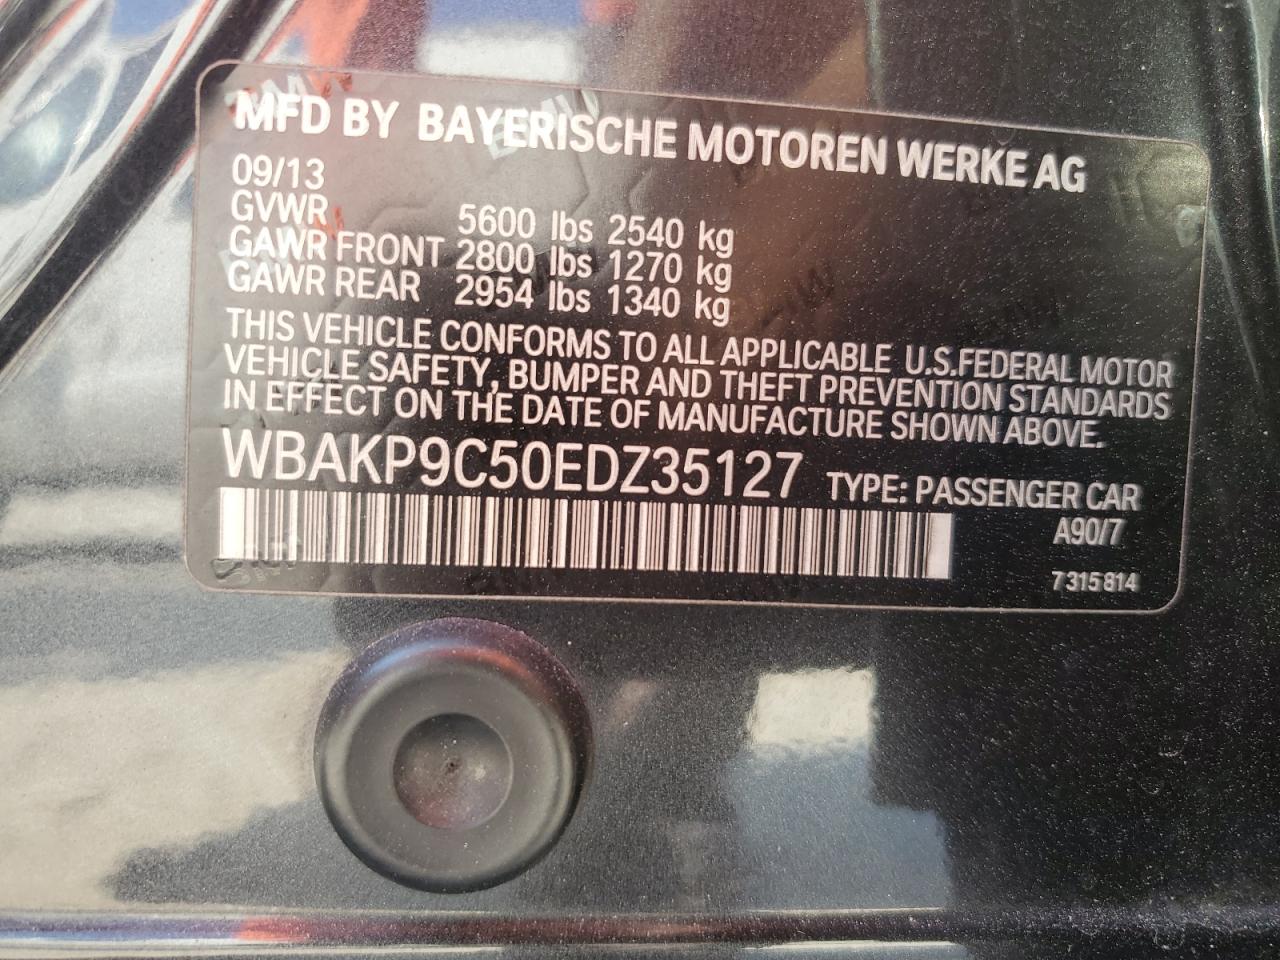 MFD BY BAYERISCHE MOTOREN WERKE AG
09/13
GVWR 5600 lbs 2540 kg
GAWR FRONT 2800 lbs 1270 kg
GAWR REAR 2954 lbs 1340 kg
THIS VEHICLE CONFORMS TO ALL APPLICABLE U.S.FEDERAL MOTOR
VEHICLE SAFETY, BUMPER AND THEFT PREVENTION STANDARDS
IN EFFECT ON THE DATE OF MANUFACTURE SHOWN ABOVE.
WBAKP9C50EDZ35127 TYPE: PASSENGER CAR
A90/7
7 315 814